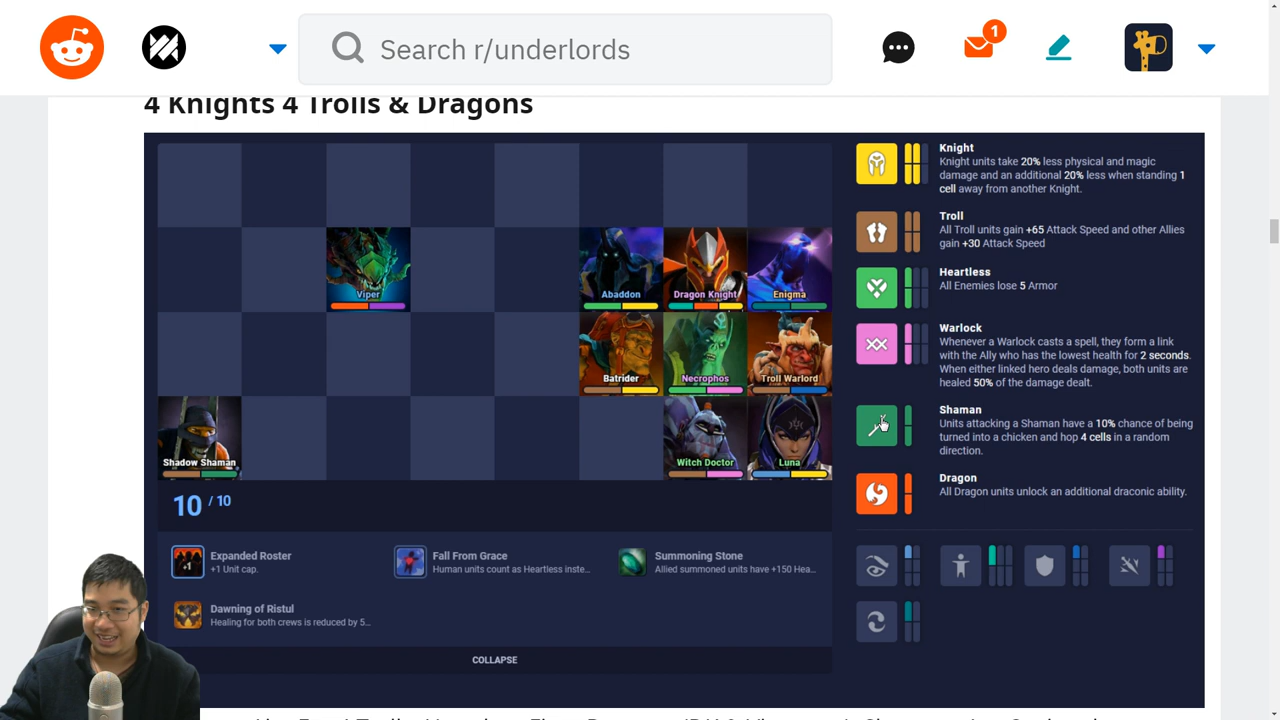 Search r/underlords
1
4 Knights 4 Trolls & Dragons
Viper
Abaddon
Dragon Knight
Enigma
Batrider
Necrophos
Troll Warlord
Shadow Shaman
Witch Doctor
Luna
10 / 10
Expanded Roster
+1 Unit cap.
Fall From Grace
Human units count as Heartless inste...
Summoning Stone
Allied summoned units have +150 Hea...
Dawning of Ristul
Healing for both crews is reduced by 5...
COLLAPSE
Knight
Knight units take 20% less physical and magic
damage and an additional 20% less when standing 1
cell away from another Knight.
Troll
All Troll units gain +65 Attack Speed and other Allies
gain +30 Attack Speed
Heartless
All Enemies lose 5 Armor
Warlock
Whenever a Warlock casts a spell, they form a link
with the Ally who has the lowest health for 2 seconds.
When either linked hero deals damage, both units are
healed 50% of the damage dealt.
Shaman
Units attacking a Shaman have a 10% chance of being
turned into a chicken and hop 4 cells in a random
direction.
Dragon
All Dragon units unlock an additional draconic ability.